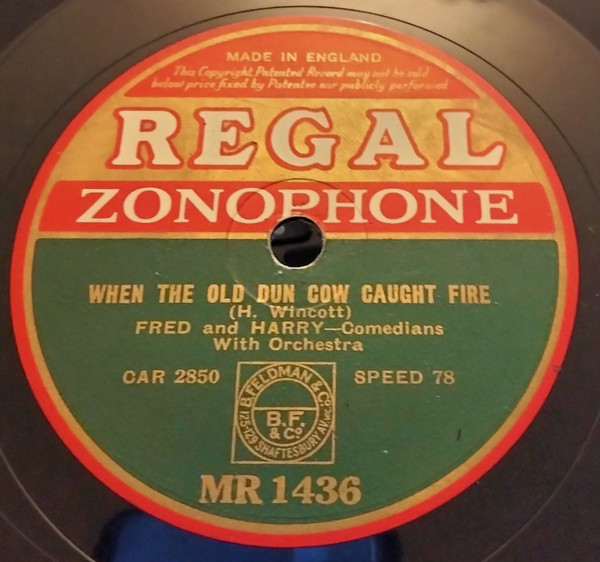 MADE IN ENGLAND
This Copyright Patented Record may not be sold
below price fixed by Patentee nor publicly performed
REGAL
ZONOPHONE
WHEN THE OLD DUN COW CAUGHT FIRE
(H. Wincott)
FRED and HARRY—Comedians
With Orchestra
CAR 2850
SPEED 78
B. FELDMAN & Co.
B.F.
& Co.
125-129 SHAFTESBURY AV. W.C.
MR 1436